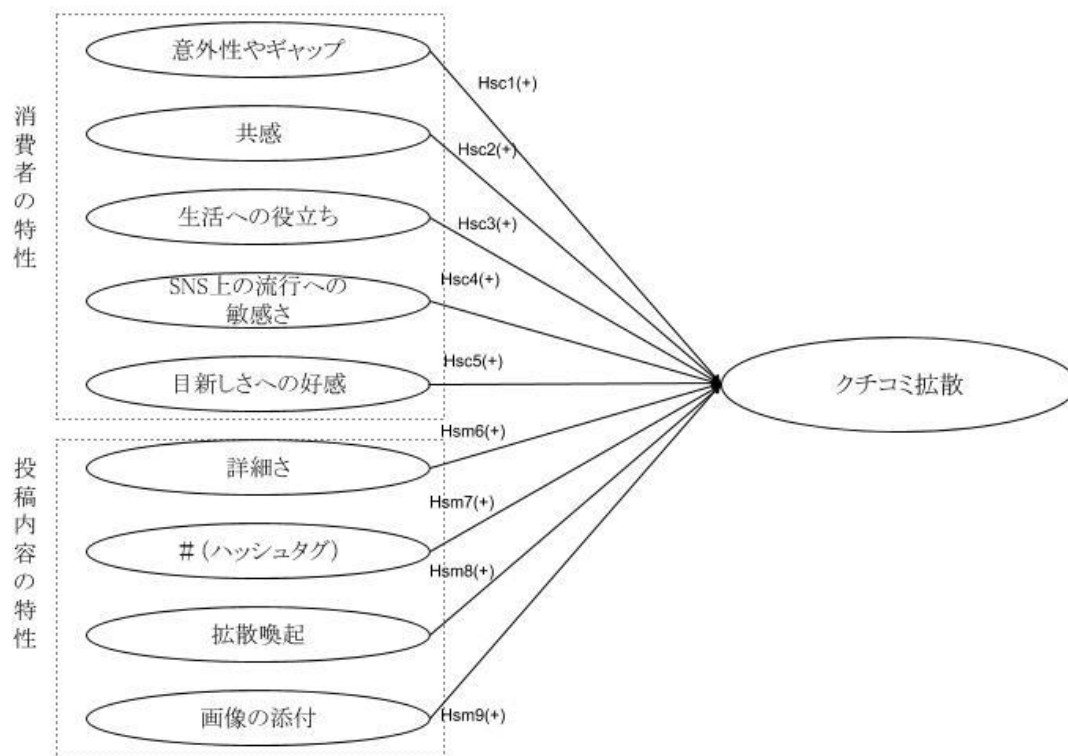 消費者の特性
意外性やギャップ
共感
生活への役立ち
SNS上の流行への
敏感さ
目新しさへの好感
投稿内容の特性
詳細さ
#(ハッシュタグ)
拡散喚起
画像の添付
Hsc1(+)
Hsc2(+)
Hsc3(+)
Hsc4(+)
Hsc5(+)
Hsm6(+)
Hsm7(+)
Hsm8(+)
Hsm9(+)
クチコミ拡散